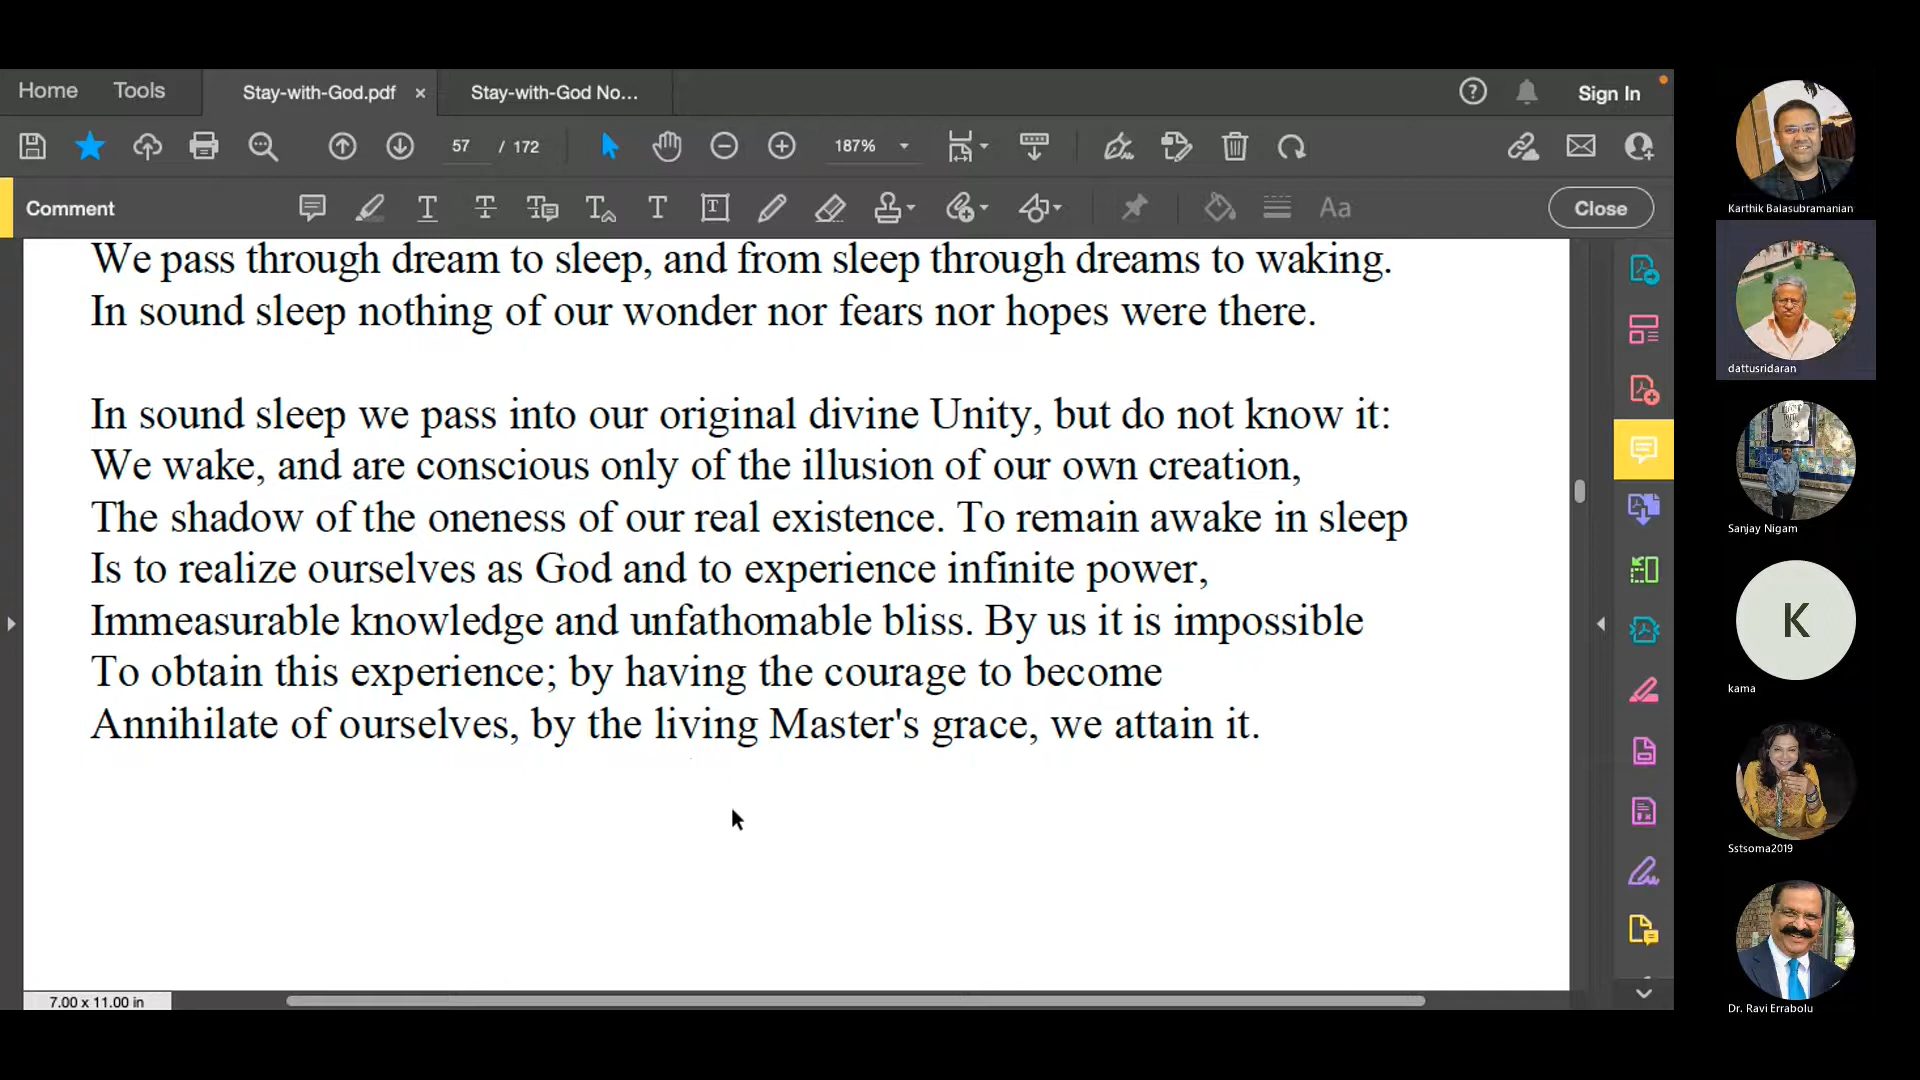 Home
Tools
Stay-with-God.pdf
Stay-with-God No...
Sign In
57
/ 172
187%
Comment
Close
We pass through dream to sleep, and from sleep through dreams to waking.
In sound sleep nothing of our wonder nor fears nor hopes were there.
In sound sleep we pass into our original divine Unity, but do not know it:
We wake, and are conscious only of the illusion of our own creation,
The shadow of the oneness of our real existence. To remain awake in sleep
Is to realize ourselves as God and to experience infinite power,
Immeasurable knowledge and unfathomable bliss. By us it is impossible
To obtain this experience; by having the courage to become
Annihilate of ourselves, by the living Master's grace, we attain it.
7.00 x 11.00 in
Karthik Balasubramanian
dattusridaran
Sanjay Nigam
K
kama
Sstsoma2019
Dr. Ravi Errabolu